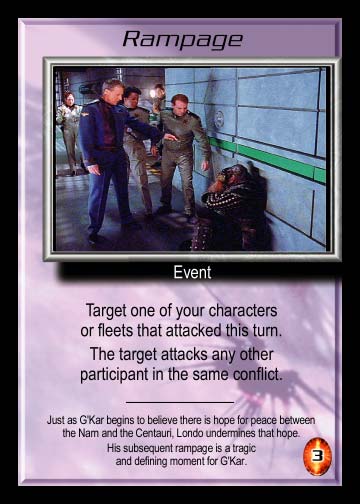 Rampage
Event
Target one of your characters
or fleets that attacked this turn.
The target attacks any other
participant in the same conflict.
Just as G'Kar begins to believe there is hope for peace between
the Narn and the Centauri, Londo undermines that hope.
His subsequent rampage is a tragic
and defining moment for G'Kar.
3